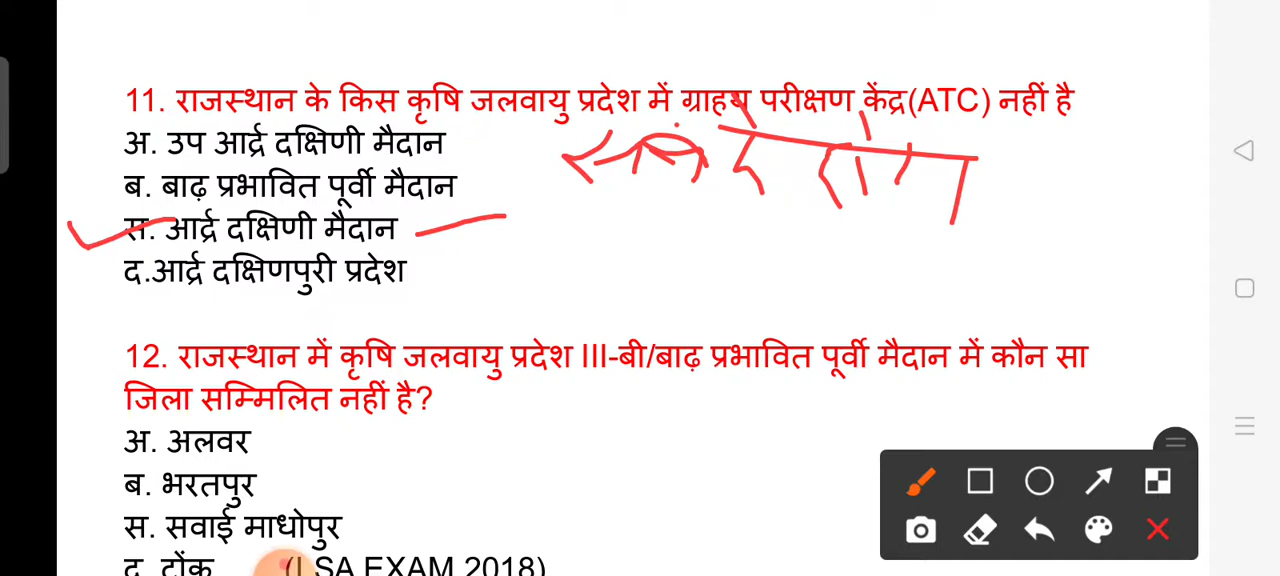 11. राजस्थान के किस कृषि जलवायु प्रदेश में ग्राहय परीक्षण केंद्र(ATC) नहीं है
अ. उप आर्द्र दक्षिणी मैदान
ब. बाढ़ प्रभावित पूर्वी मैदान
स. आर्द्र दक्षिणी मैदान
द.आर्द्र दक्षिणपुरी प्रदेश
12. राजस्थान में कृषि जलवायु प्रदेश III-बी/बाढ़ प्रभावित पूर्वी मैदान में कौन सा
जिला सम्मिलित नहीं है?
अ. अलवर
ब. भरतपुर
स. सवाई माधोपुर
द. टोंक (LSA EXAM 2018)